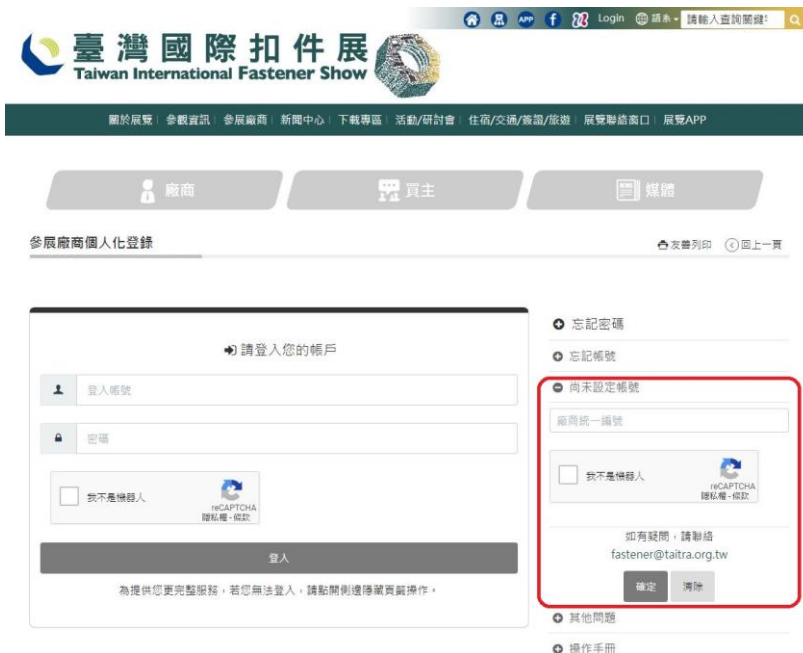 APP Login 語系 請輸入查詢關鍵字
臺灣國際扣件展
Taiwan International Fastener Show
關於展覽 參觀資訊 參展廠商 新聞中心 下載專區 活動/研討會 住宿/交通/簽證/旅遊 展覽聯絡窗口 展覽APP
廠商 買主 媒體
參展廠商個人化登錄
友善列印 回上一頁
請登入您的帳戶
登入帳號
密碼
我不是機器人
reCAPTCHA
隱私權 - 條款
登入
為提供您更完整服務，若您無法登入，請點開側邊隱藏頁籤操作。
忘記密碼
忘記帳號
尚未設定帳號
廠商統一編號
我不是機器人
reCAPTCHA
隱私權 - 條款
如有疑問，請聯絡
fastener@taitra.org.tw
確定 清除
其他問題
操作手冊